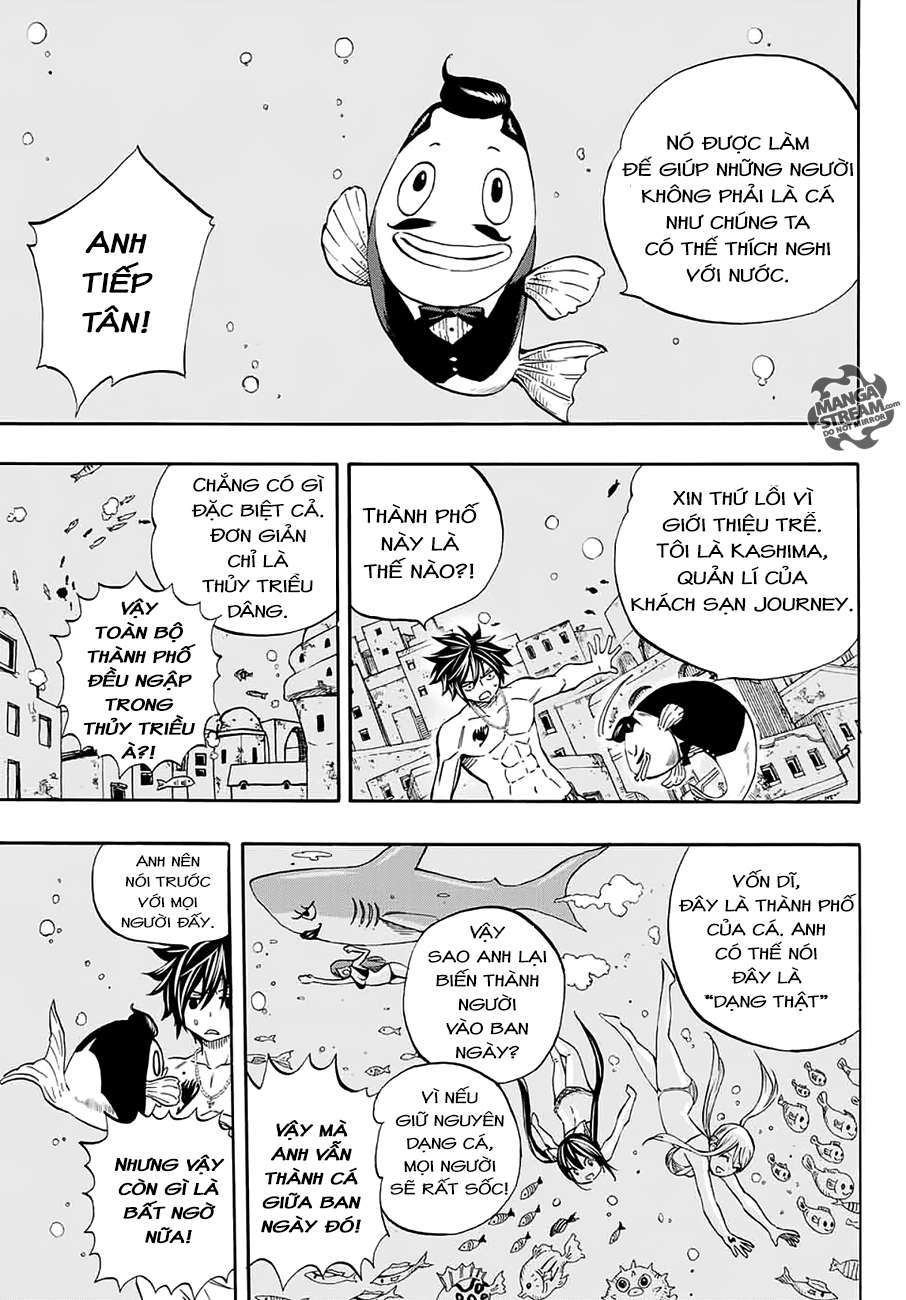 NÓ ĐƯỢC LÀM
ĐẾ GIÚP NHỮNG NGƯỜI
KHÔNG PHẢI LÀ CÁ
NHƯ CHÚNG TA
CÓ THỂ THÍCH NGHI
VỚI NƯỚC.
ANH
TIẾP
TÂN!
MANGA
STREAM.com
DO NOT MIRROR
XIN THỨ LỖI VÌ
GIỚI THIỆU TRỄ.
TÔI LÀ KASHIMA,
QUẢN LÍ CỦA
KHÁCH SẠN JOURNEY.
THÀNH PHỐ
NÀY LÀ
THẾ NÀO?!
CHẲNG CÓ GÌ
ĐẶC BIỆT CẢ.
ĐƠN GIẢN
CHỈ LÀ
THỦY TRIỀU
DÂNG.
VẬY
TOÀN BỘ
THÀNH PHỐ
ĐỀU NGẬP
TRONG
THỦY TRIỀU
À?!
VỐN DĨ,
ĐÂY LÀ THÀNH PHỐ
CỦA CÁ. ANH
CÓ THỂ NÓI
ĐÂY LÀ
“DẠNG THẬT”
VẬY
SAO ANH LẠI
BIẾN THÀNH
NGƯỜI
VÀO BAN
NGÀY?
VÌ NẾU
GIỮ NGUYÊN
DẠNG CÁ,
MỌI NGƯỜI
SẼ RẤT SỐC!
VẬY MÀ
ANH VẪN
THÀNH CÁ
GIỮA BAN
NGÀY ĐÓ!
ANH NÊN
NÓI TRƯỚC
VỚI MỌI
NGƯỜI ĐẤY.
NHƯNG VẬY
CÒN GÌ LÀ
BẤT NGỜ
NỮA!